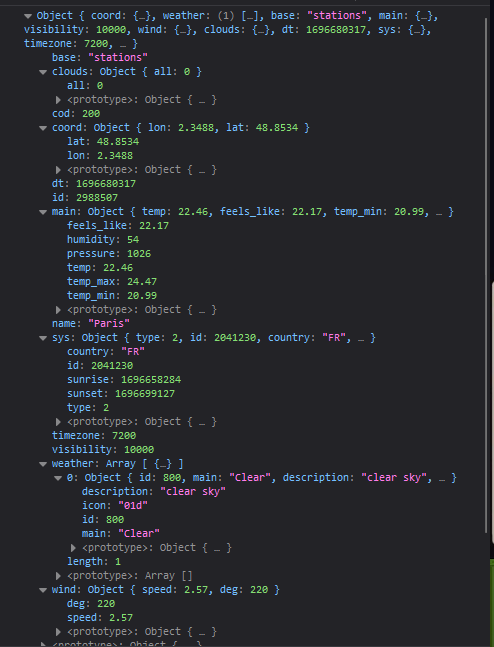 Object { coord: {…}, weather: (1) […], base: "stations", main: {…},
visibility: 10000, wind: {…}, clouds: {…}, dt: 1696680317, sys: {…},
timezone: 7200, … }
base: "stations"
clouds: Object { all: 0 }
all: 0
<prototype>: Object { … }
cod: 200
coord: Object { lon: 2.3488, lat: 48.8534 }
lat: 48.8534
lon: 2.3488
<prototype>: Object { … }
dt: 1696680317
id: 2988507
main: Object { temp: 22.46, feels_like: 22.17, temp_min: 20.99, … }
feels_like: 22.17
humidity: 54
pressure: 1026
temp: 22.46
temp_max: 24.47
temp_min: 20.99
<prototype>: Object { … }
name: "Paris"
sys: Object { type: 2, id: 2041230, country: "FR", … }
country: "FR"
id: 2041230
sunrise: 1696658284
sunset: 1696699127
type: 2
<prototype>: Object { … }
timezone: 7200
visibility: 10000
weather: Array [ {…} ]
0: Object { id: 800, main: "Clear", description: "clear sky", … }
description: "clear sky"
icon: "01d"
id: 800
main: "Clear"
<prototype>: Object { … }
length: 1
<prototype>: Array []
wind: Object { speed: 2.57, deg: 220 }
deg: 220
speed: 2.57
<prototype>: Object { … }
<prototype>: Object { … }